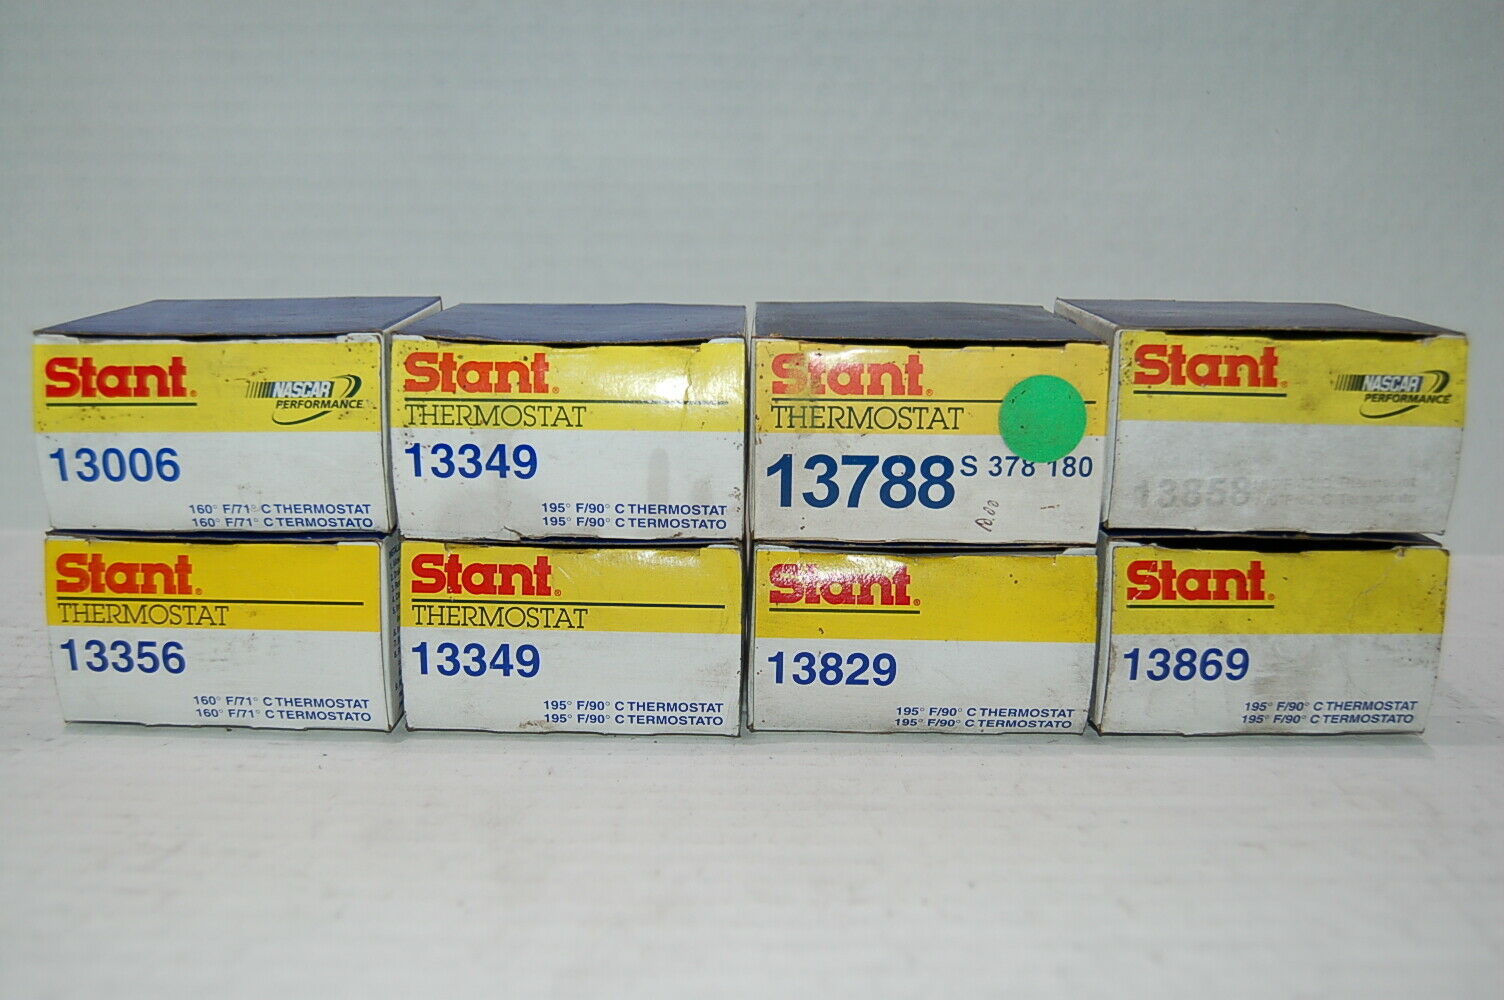 Stant®
NASCAR
PERFORMANCE
13006
160° F/71° C THERMOSTAT
160° F/71° C TERMOSTATO
Stant®
THERMOSTAT
13349
195° F/90° C THERMOSTAT
195° F/90° C TERMOSTATO
Stant
THERMOSTAT
13788 S 378 180
10.00
Stant®
NASCAR
PERFORMANCE
13858
Stant®
THERMOSTAT
13356
160° F/71° C THERMOSTAT
160° F/71° C TERMOSTATO
Stant®
THERMOSTAT
13349
195° F/90° C THERMOSTAT
195° F/90° C TERMOSTATO
Stant®
13829
195° F/90° C THERMOSTAT
195° F/90° C TERMOSTATO
Stant®
13869
195° F/90° C THERMOSTAT
195° F/90° C TERMOSTATO